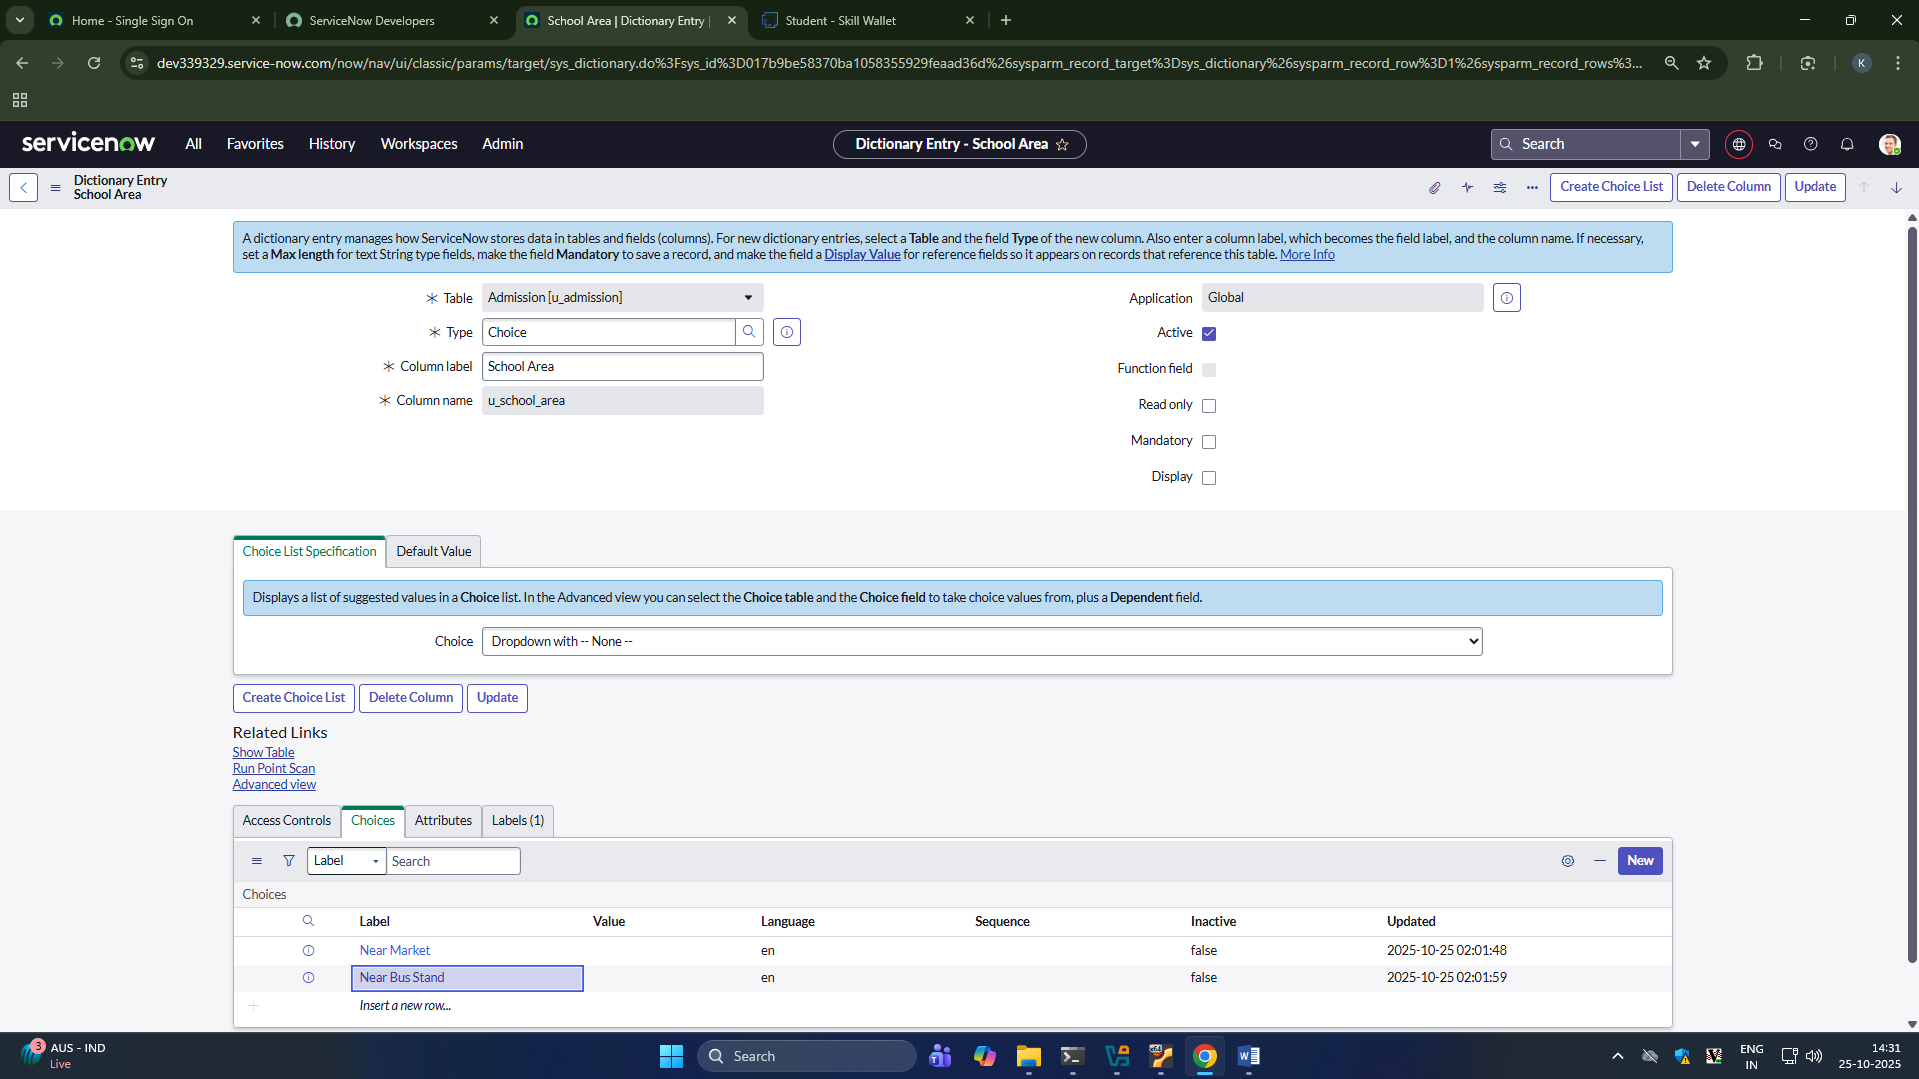 Home - Single Sign On
ServiceNow Developers
School Area | Dictionary Entry |
Student - Skill Wallet
dev339329.service-now.com/now/nav/ui/classic/params/target/sys_dictionary.do%3Fsys_id%3D017b9be58370ba1058355929feaad36d%26sysparm_record_target%3Dsys_dictionary%26sysparm_record_row%3D1%26sysparm_record_rows%3...
K
servicenow
All
Favorites
History
Workspaces
Admin
Dictionary Entry - School Area
Search
Dictionary Entry
School Area
Create Choice List
Delete Column
Update
A dictionary entry manages how ServiceNow stores data in tables and fields (columns). For new dictionary entries, select a Table and the field Type of the new column. Also enter a column label, which becomes the field label, and the column name. If necessary,
set a Max length for text String type fields, make the field Mandatory to save a record, and make the field a Display Value for reference fields so it appears on records that reference this table. More Info
Table
Admission [u_admission]
Application
Global
Type
Choice
Active
Column label
School Area
Function field
Column name
u_school_area
Read only
Mandatory
Display
Choice List Specification
Default Value
Displays a list of suggested values in a Choice list. In the Advanced view you can select the Choice table and the Choice field to take choice values from, plus a Dependent field.
Choice
Dropdown with -- None --
Create Choice List
Delete Column
Update
Related Links
Show Table
Run Point Scan
Advanced view
Access Controls
Choices
Attributes
Labels (1)
Label
Search
New
Choices
Label Value Language Sequence Inactive Updated
Near Market en false 2025-10-25 02:01:48
Near Bus Stand en false 2025-10-25 02:01:59
Insert a new row...
3
AUS - IND
Live
Search
ENG
IN
14:31
25-10-2025